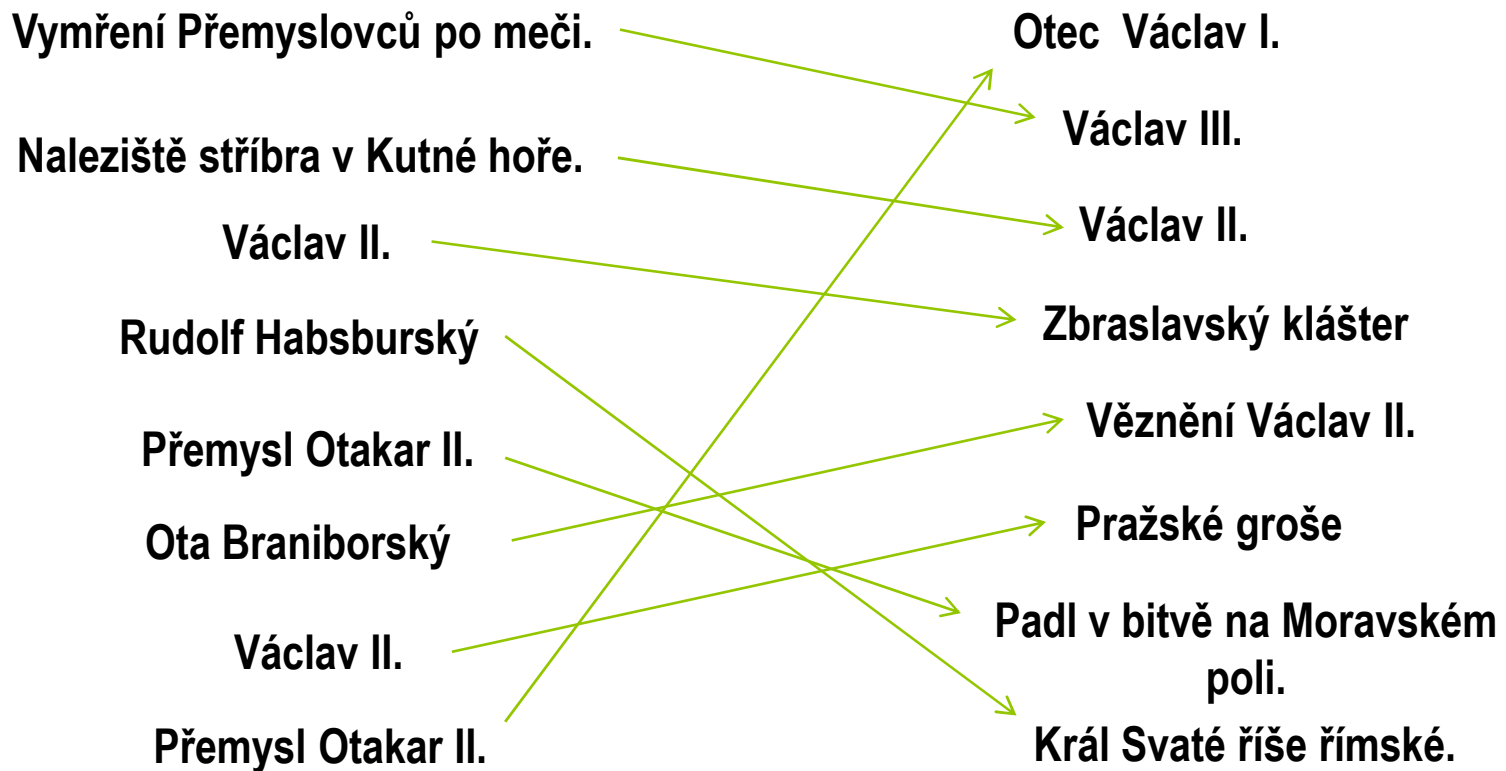 Vymření Přemyslovců po meči.
Naleziště stříbra v Kutné hoře.
Václav II.
Rudolf Habsburský
Přemysl Otakar II.
Ota Braniborský
Václav II.
Přemysl Otakar II.
Otec Václav I.
Václav III.
Václav II.
Zbraslavský klášter
Věznění Václav II.
Pražské groše
Padl v bitvě na Moravském
poli.
Král Svaté říše římské.